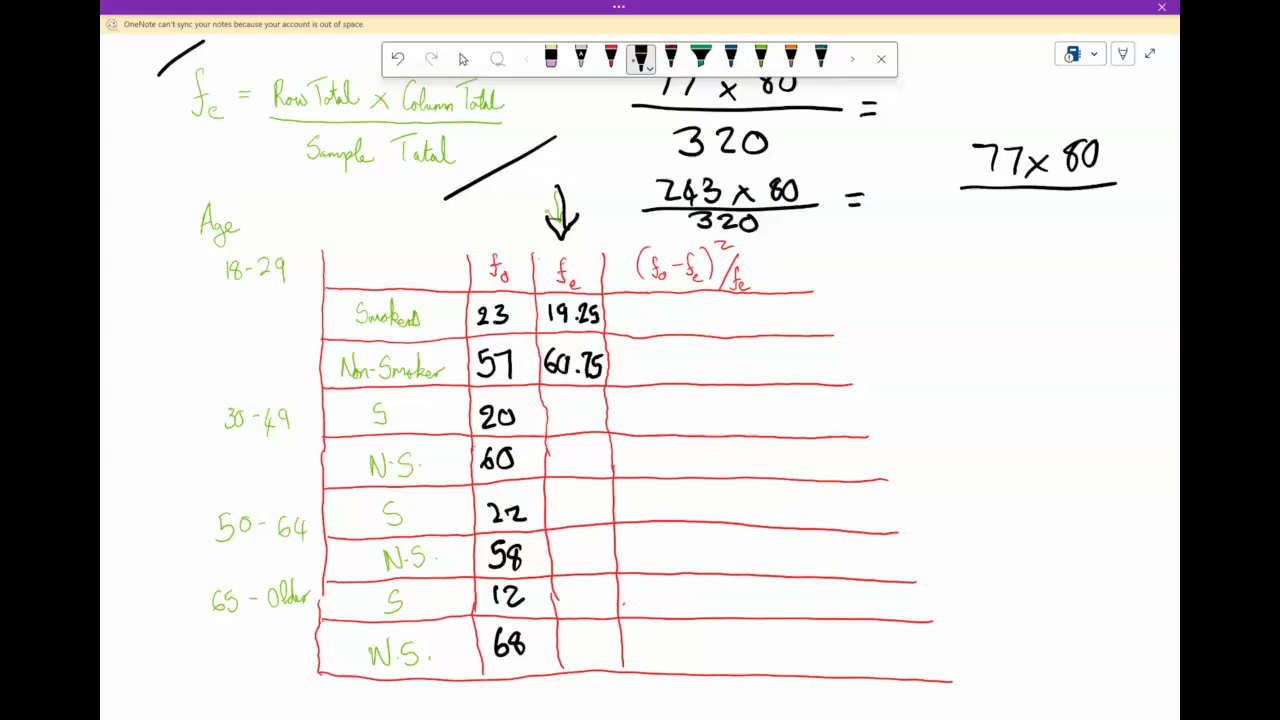 OneNote can't sync your notes because your account is out of space.
fe = Row Total x Column Total / Sample Tatal
77 x 80 / 320 =
243 x 80 / 320 =
77 x 80
Age
fo fe (fo - fe)² / fe
18-29 Smokers 23 19.25
Non-Smoker 57 60.75
30-49 S 20
N.S. 60
50-64 S 22
N.S. 58
65-Older S 12
N.S. 68